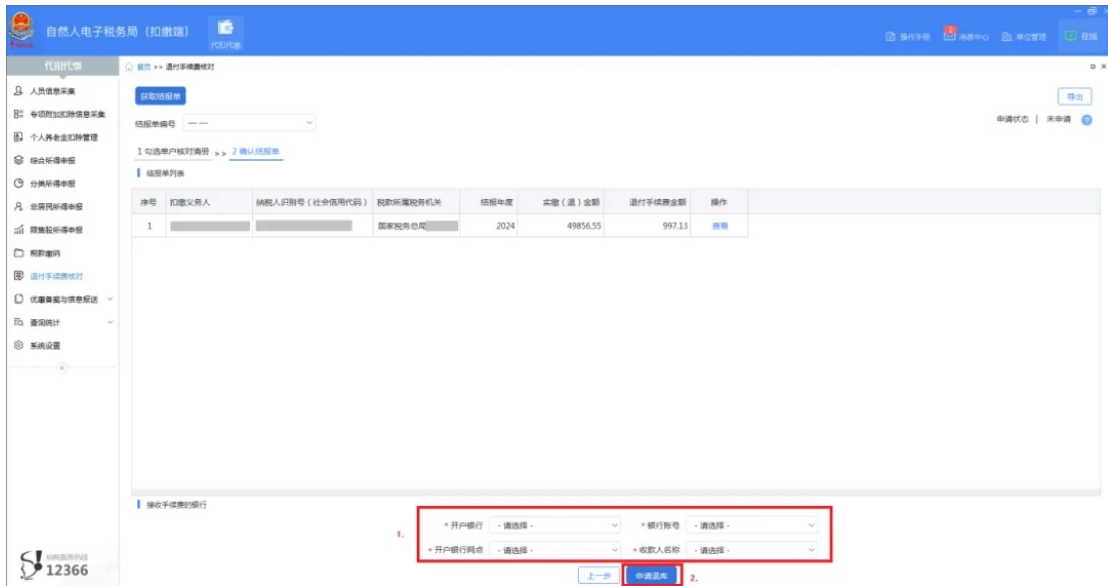 自然人电子税务局（扣缴端）
代扣代缴
操作手册
2
消息中心
单位管理
在线
代扣代缴
首页 >> 退付手续费核对
人员信息采集
专项附加扣除信息采集
个人养老金扣除管理
综合所得申报
分类所得申报
非居民所得申报
限售股所得申报
税款缴纳
退付手续费核对
优惠备案与信息报送
查询统计
系统设置
获取结报单
导出
结报单编号 ——
申请状态 | 未申请 ?
1 勾选单户核对清册 >> 2 确认结报单
结报单列表
序号 扣缴义务人 纳税人识别号（社会信用代码） 税款所属税务机关 结报年度 实缴（退）金额 退付手续费金额 操作
1 国家税务总局 2024 49856.55 997.13 查看
接收手续费的银行
1.
* 开户银行 - 请选择 - * 银行账号 - 请选择 -
* 开户银行网点 - 请选择 - * 收款人名称 - 请选择 -
上一步 申请退库 2.
纳税服务热线
12366